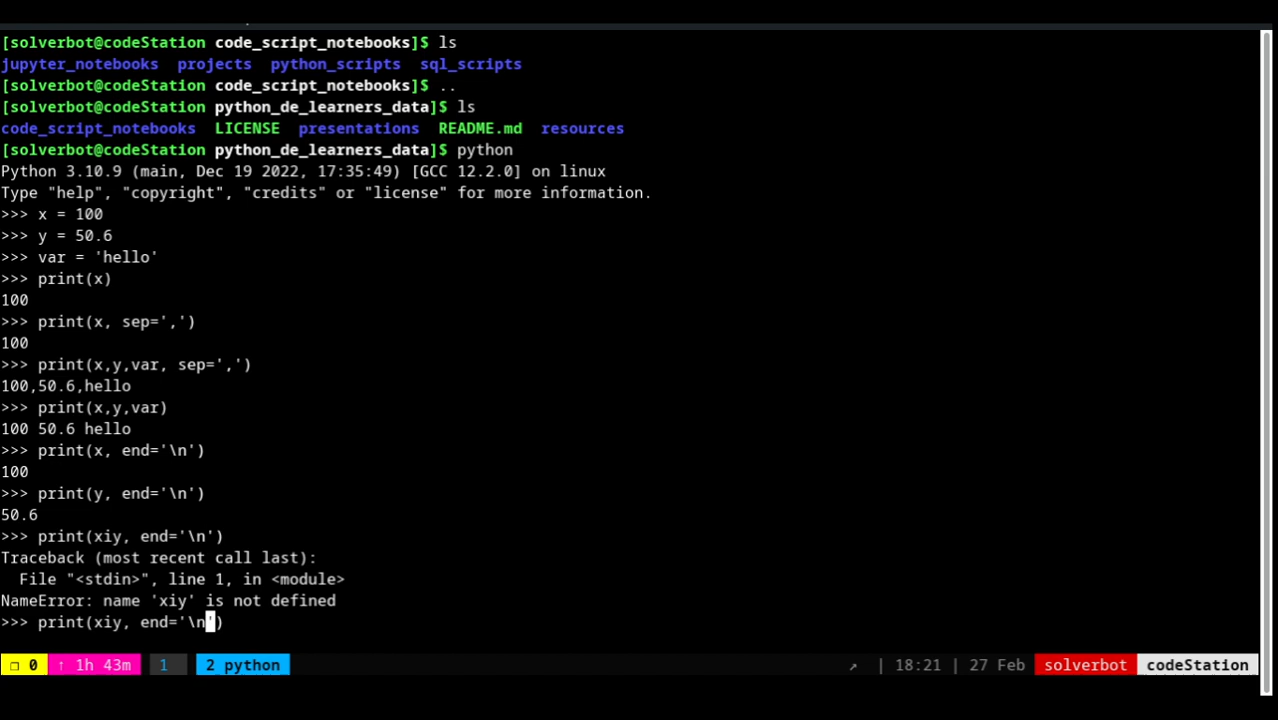 [solverbot@codeStation code_script_notebooks]$ ls
jupyter_notebooks  projects  python_scripts  sql_scripts
[solverbot@codeStation code_script_notebooks]$ ..
[solverbot@codeStation python_de_learners_data]$ ls
code_script_notebooks  LICENSE  presentations  README.md  resources
[solverbot@codeStation python_de_learners_data]$ python
Python 3.10.9 (main, Dec 19 2022, 17:35:49) [GCC 12.2.0] on linux
Type "help", "copyright", "credits" or "license" for more information.
>>> x = 100
>>> y = 50.6
>>> var = 'hello'
>>> print(x)
100
>>> print(x, sep=',')
100
>>> print(x,y,var, sep=',')
100,50.6,hello
>>> print(x,y,var)
100 50.6 hello
>>> print(x, end='\n')
100
>>> print(y, end='\n')
50.6
>>> print(xiy, end='\n')
Traceback (most recent call last):
  File "<stdin>", line 1, in <module>
NameError: name 'xiy' is not defined
>>> print(xiy, end='\n')
❐ 0 ↑ 1h 43m 1 2 python ↗ | 18:21 | 27 Feb solverbot codeStation